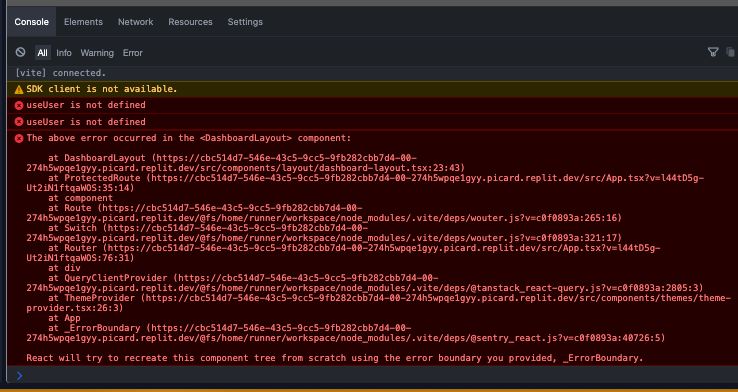 Console Elements Network Resources Settings
All Info Warning Error
[vite] connected.
SDK client is not available.
useUser is not defined
useUser is not defined
The above error occurred in the <DashboardLayout> component:
at DashboardLayout (https://cbc514d7-546e-43c5-9cc5-9fb282cbb7d4-00-
274h5wpqe1gyy.picard.replit.dev/src/components/layout/dashboard-layout.tsx:23:43)
at ProtectedRoute (https://cbc514d7-546e-43c5-9cc5-9fb282cbb7d4-00-274h5wpqe1gyy.picard.replit.dev/src/App.tsx?v=l44tD5g-
Ut2iN1ftqaWOS:35:14)
at component
at Route (https://cbc514d7-546e-43c5-9cc5-9fb282cbb7d4-00-
274h5wpqe1gyy.picard.replit.dev/@fs/home/runner/workspace/node_modules/.vite/deps/wouter.js?v=c0f0893a:265:16)
at Switch (https://cbc514d7-546e-43c5-9cc5-9fb282cbb7d4-00-
274h5wpqe1gyy.picard.replit.dev/@fs/home/runner/workspace/node_modules/.vite/deps/wouter.js?v=c0f0893a:321:17)
at Router (https://cbc514d7-546e-43c5-9cc5-9fb282cbb7d4-00-274h5wpqe1gyy.picard.replit.dev/src/App.tsx?v=l44tD5g-
Ut2iN1ftqaWOS:76:31)
at div
at QueryClientProvider (https://cbc514d7-546e-43c5-9cc5-9fb282cbb7d4-00-
274h5wpqe1gyy.picard.replit.dev/@fs/home/runner/workspace/node_modules/.vite/deps/@tanstack_react-query.js?v=c0f0893a:2805:3)
at ThemeProvider (https://cbc514d7-546e-43c5-9cc5-9fb282cbb7d4-00-274h5wpqe1gyy.picard.replit.dev/src/components/themes/theme-
provider.tsx:26:3)
at App
at _ErrorBoundary (https://cbc514d7-546e-43c5-9cc5-9fb282cbb7d4-00-
274h5wpqe1gyy.picard.replit.dev/@fs/home/runner/workspace/node_modules/.vite/deps/@sentry_react.js?v=c0f0893a:40726:5)
React will try to recreate this component tree from scratch using the error boundary you provided, _ErrorBoundary.